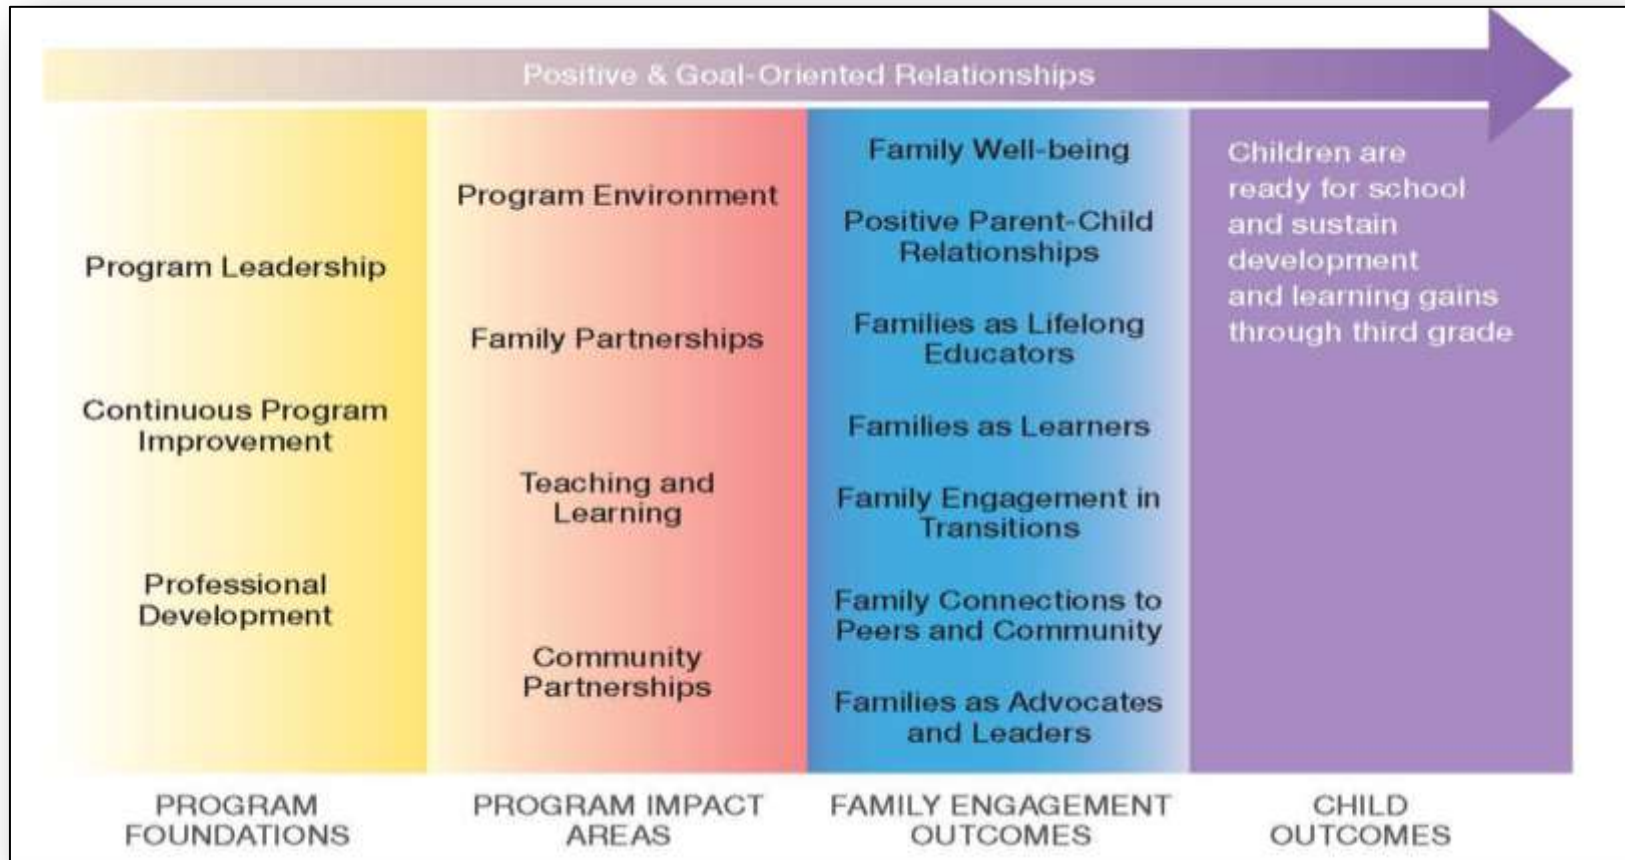 Positive & Goal-Oriented Relationships
Program Leadership
Continuous Program
Improvement
Professional
Development
PROGRAM
FOUNDATIONS
Program Environment
Family Partnerships
Teaching and
Learning
Community
Partnerships
PROGRAM IMPACT
AREAS
Family Well-being
Positive Parent-Child
Relationships
Families as Lifelong
Educators
Families as Learners
Family Engagement in
Transitions
Family Connections to
Peers and Community
Families as Advocates
and Leaders
FAMILY ENGAGEMENT
OUTCOMES
Children are
ready for school
and sustain
development
and learning gains
through third grade
CHILD
OUTCOMES